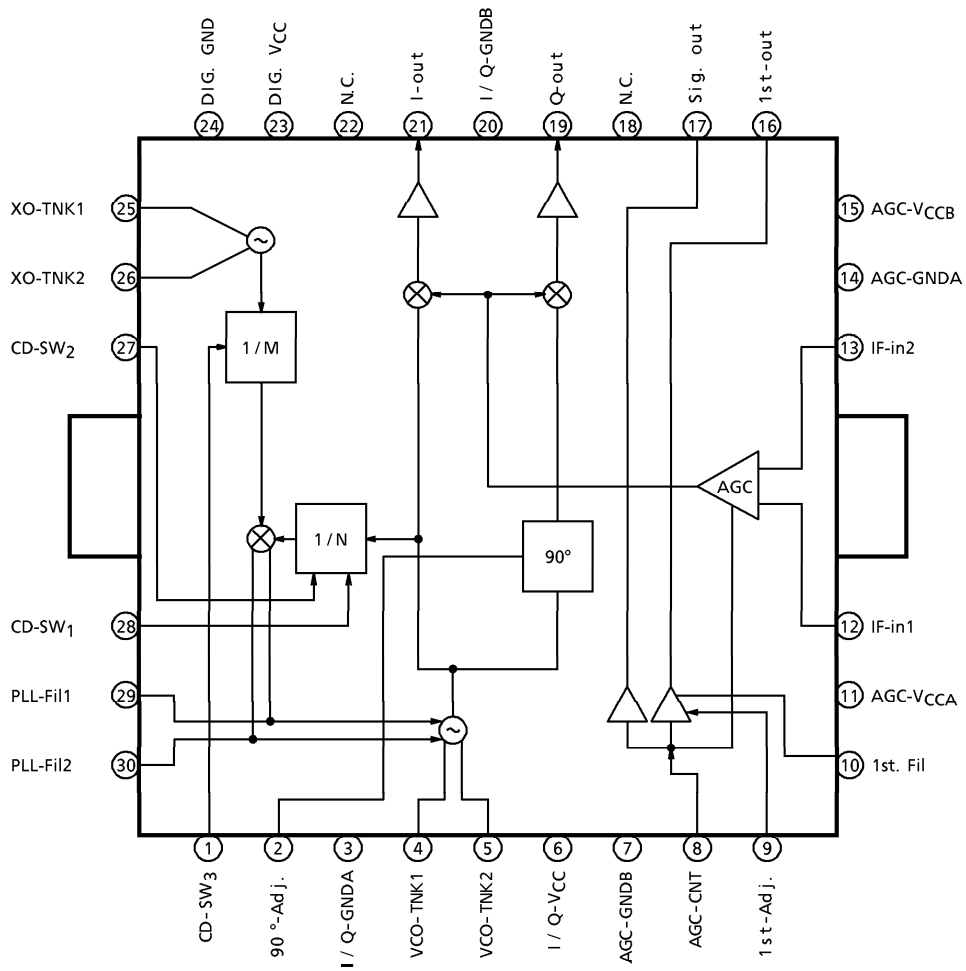 DIG. GND
DIG. VCC
N.C.
I-out
I / Q-GNDB
Q-out
N.C.
Sig. out
1st-out
24
23
22
21
20
19
18
17
16
XO-TNK1
25
15
AGC-VCCB
XO-TNK2
26
14
AGC-GNDA
CD-SW2
27
13
IF-in2
~
1 / M
AGC
1 / N
90°
CD-SW1
28
12
IF-in1
PLL-Fil1
29
11
AGC-VCCA
~
PLL-Fil2
30
10
1st. Fil
1
2
3
4
5
6
7
8
9
CD-SW3
90 °-Adj.
I / Q-GNDA
VCO-TNK1
VCO-TNK2
I / Q-VCC
AGC-GNDB
AGC-CNT
1st-Adj.